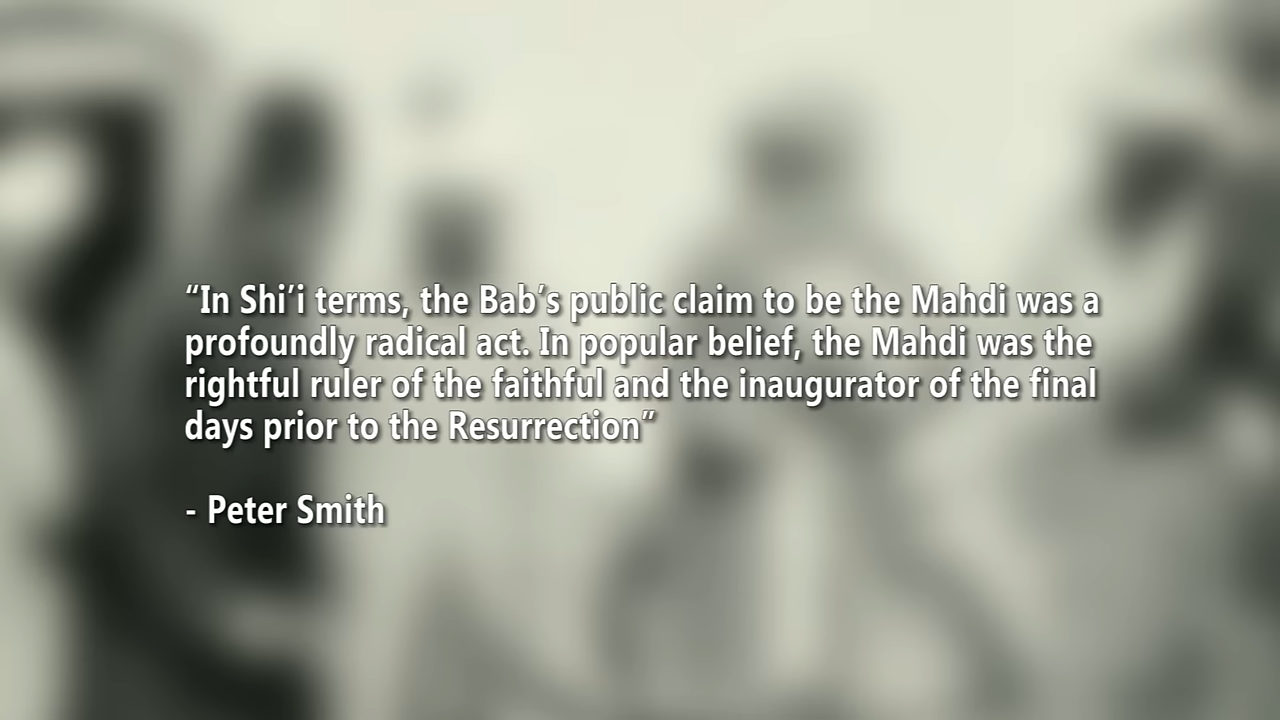 “In Shi’i terms, the Bab’s public claim to be the Mahdi was a
profoundly radical act. In popular belief, the Mahdi was the
rightful ruler of the faithful and the inaugurator of the final
days prior to the Resurrection”
- Peter Smith